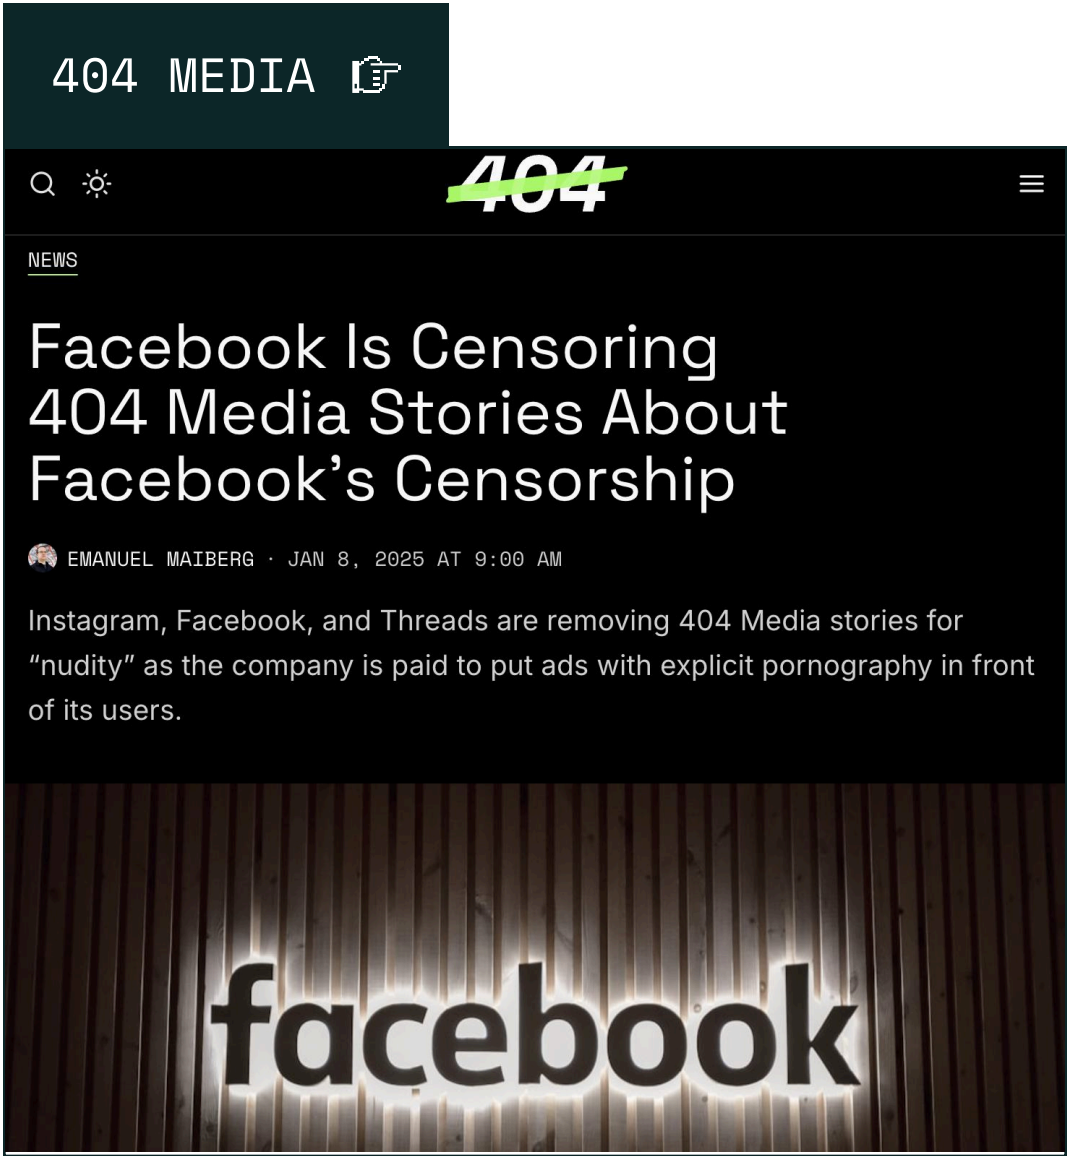 404 MEDIA
404
NEWS
Facebook Is Censoring
404 Media Stories About
Facebook’s Censorship
EMANUEL MAIBERG · JAN 8, 2025 AT 9:00 AM
Instagram, Facebook, and Threads are removing 404 Media stories for
“nudity” as the company is paid to put ads with explicit pornography in front
of its users.
facebook